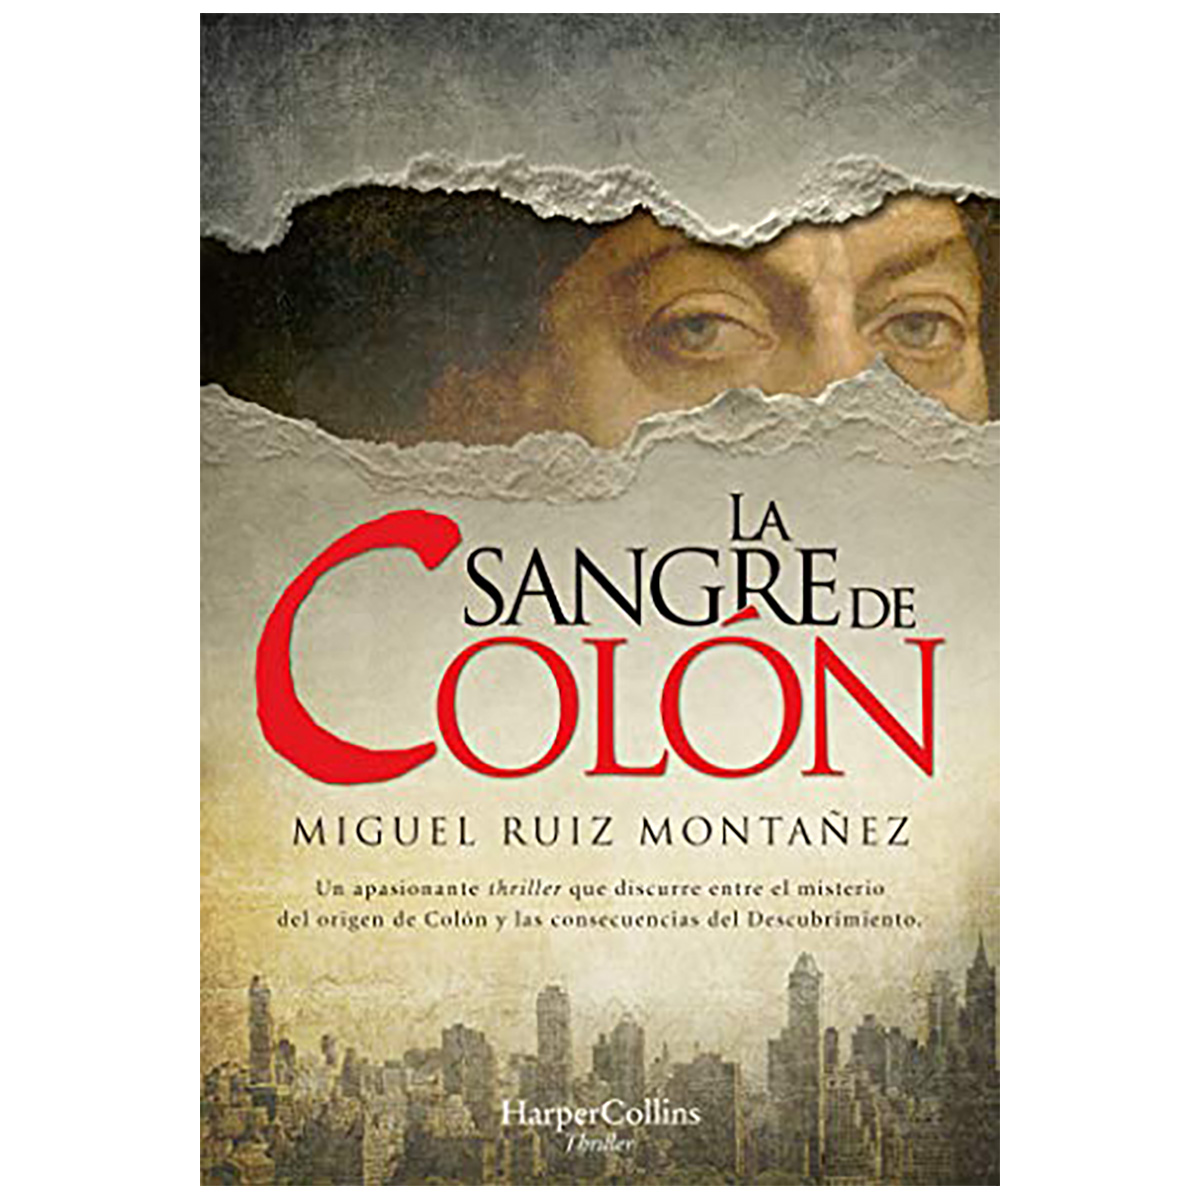 LA
SANGRE DE
COLÓN
MIGUEL RUIZ MONTAÑEZ
Un apasionante thriller que discurre entre el misterio
del origen de Colón y las consecuencias del Descubrimiento.
HarperCollins
Thriller